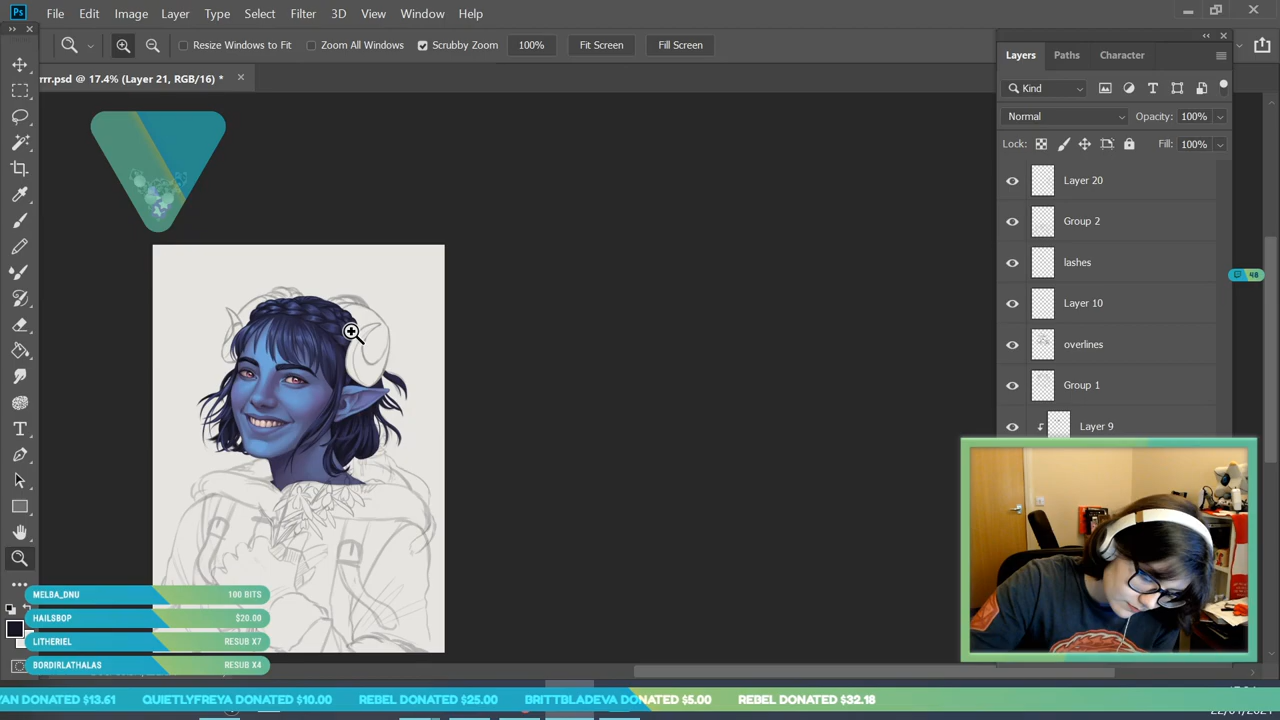 Ps File Edit Image Layer Type Select Filter 3D View Window Help
Resize Windows to Fit Zoom All Windows Scrubby Zoom 100% Fit Screen Fill Screen
rrr.psd @ 17.4% (Layer 21, RGB/16) *
Layers Paths Character
Kind
Normal Opacity: 100%
Lock: Fill: 100%
Layer 20
Group 2
lashes
48
Layer 10
overlines
Group 1
Layer 9
MELBA_DNU 100 BITS
HAILSBOP $20.00
LITHERIEL RESUB X7
BORDIRLATHALAS RESUB X4
YAN DONATED $13.61 QUIETLYFREYA DONATED $10.00 REBEL DONATED $25.00 BRITTBLADEVA DONATED $5.00 REBEL DONATED $32.18